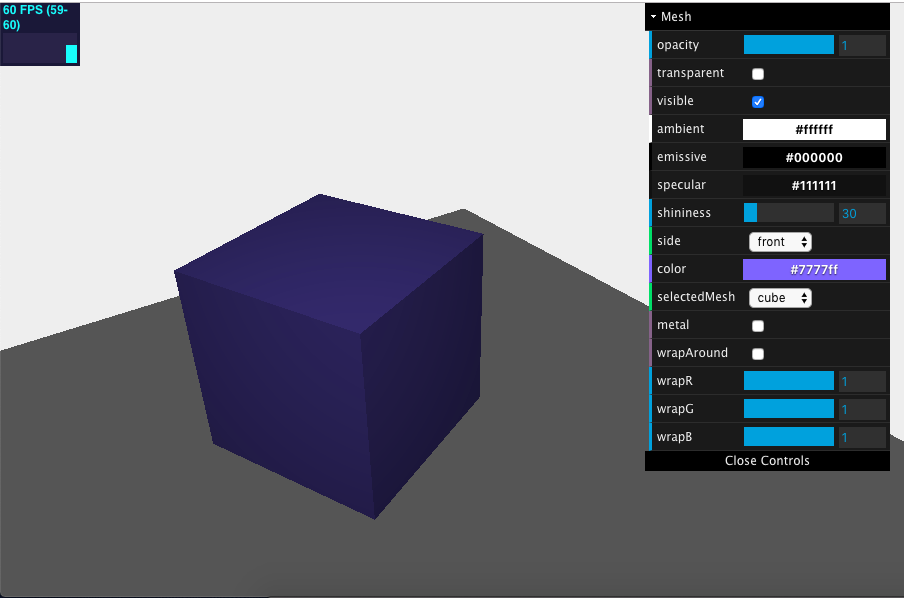 60 FPS (59-
60)
Mesh
opacity 1
transparent
visible
ambient #ffffff
emissive #000000
specular #111111
shininess 30
side front
color #7777ff
selectedMesh cube
metal
wrapAround
wrapR 1
wrapG 1
wrapB 1
Close Controls